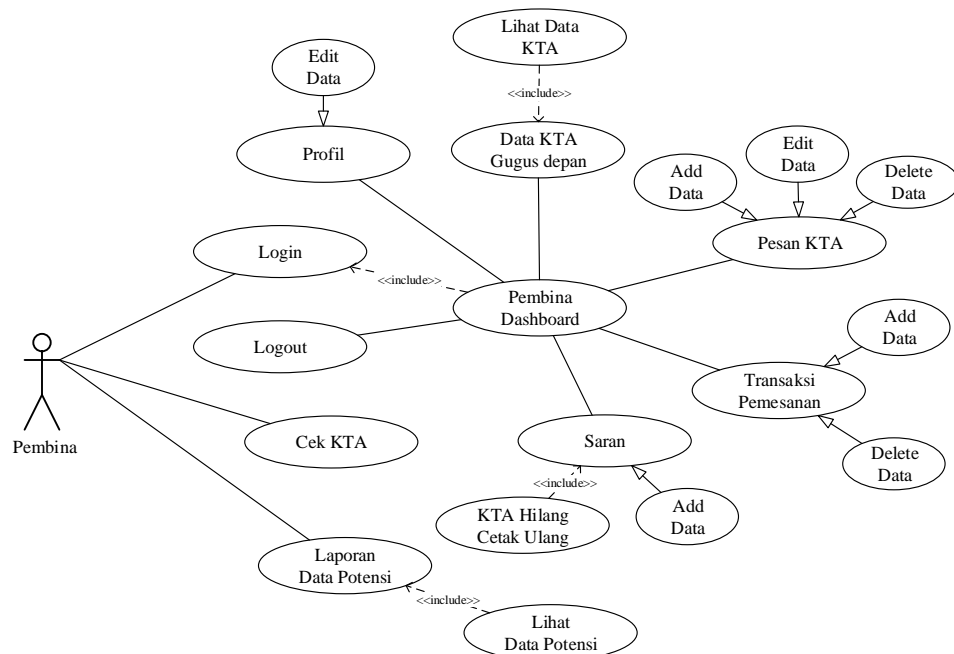 Lihat Data
KTA
Edit
Data
<<include>>
Profil
Data KTA
Gugus depan
Edit
Data
Add
Data
Delete
Data
Pesan KTA
Login
<<include>>
Pembina
Dashboard
Logout
Add
Data
Transaksi
Pemesanan
Pembina
Cek KTA
Saran
Delete
Data
<<include>>
KTA Hilang
Cetak Ulang
Add
Data
Laporan
Data Potensi
<<include>>
Lihat
Data Potensi